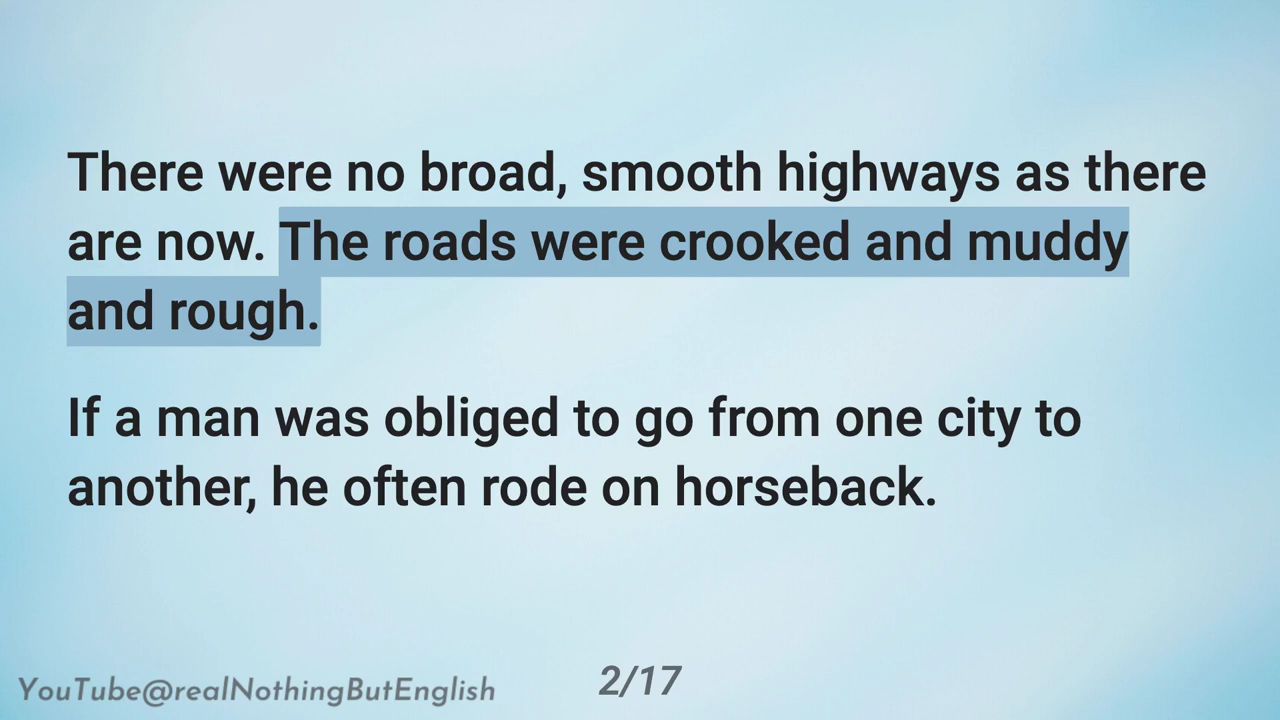 There were no broad, smooth highways as there
are now. The roads were crooked and muddy
and rough.
If a man was obliged to go from one city to
another, he often rode on horseback.
YouTube@realNothingButEnglish
2/17